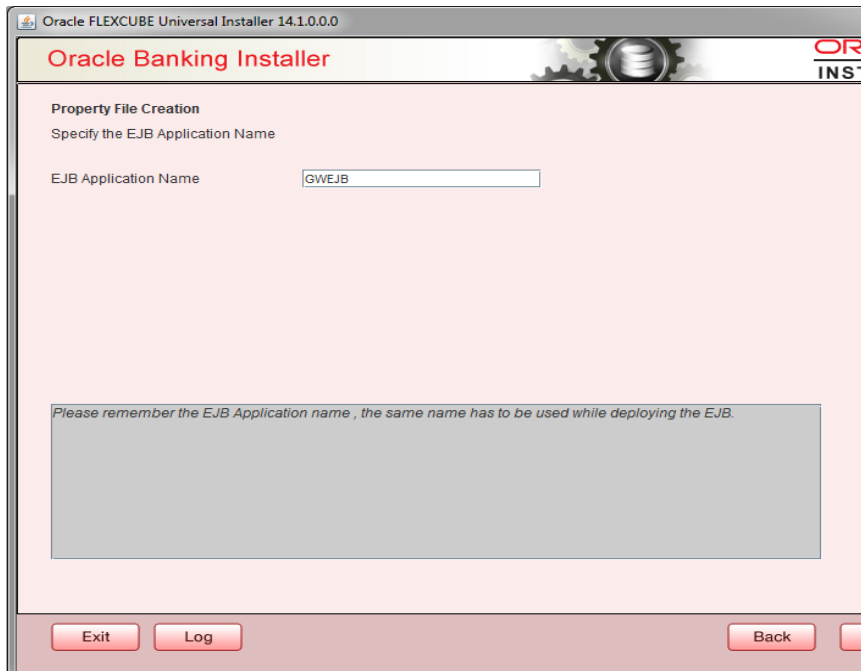 Oracle FLEXCUBE Universal Installer 14.1.0.0.0
Oracle Banking Installer
OR
INST
Property File Creation
Specify the EJB Application Name
EJB Application Name GWEJB
Please remember the EJB Application name , the same name has to be used while deploying the EJB.
Exit Log Back